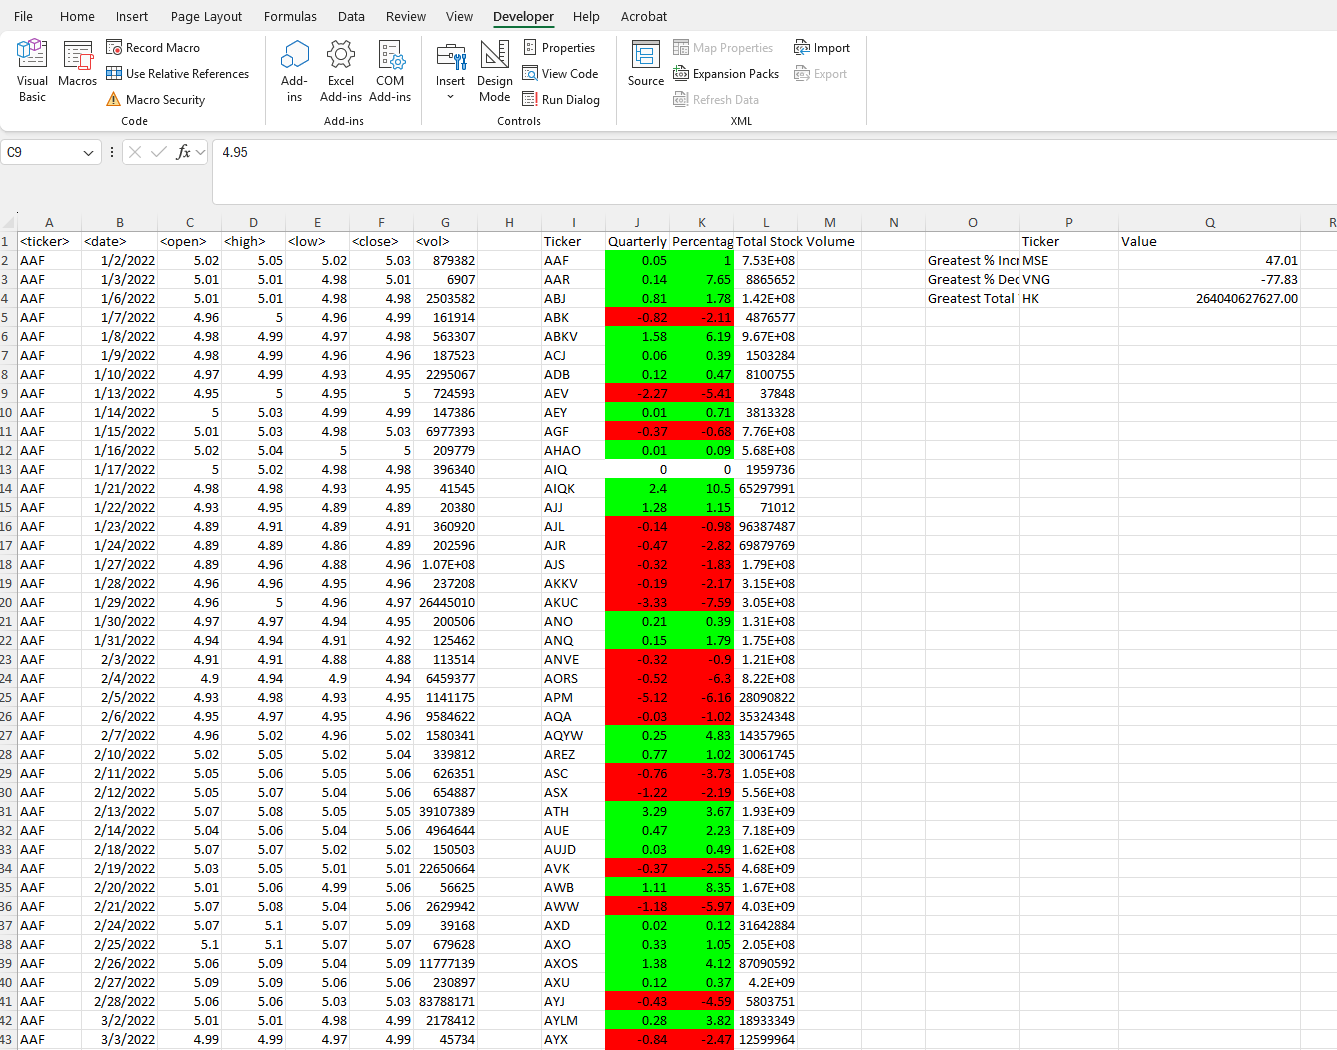 File Home Insert Page Layout Formulas Data Review View Developer Help Acrobat
Visual Basic Macros Record Macro Use Relative References Macro Security Code
Add-ins Excel Add-ins COM Add-ins Add-ins
Insert Design Mode Properties View Code Run Dialog Controls
Source Map Properties Expansion Packs Refresh Data Import Export XML
C9 fx 4.95
A B C D E F G H I J K L M N O P Q R
1 <ticker> <date> <open> <high> <low> <close> <vol> Ticker Quarterly Percentag Total Stock Volume Ticker Value
2 AAF 1/2/2022 5.02 5.05 5.02 5.03 879382 AAF 0.05 1 7.53E+08 Greatest % Incr MSE 47.01
3 AAF 1/3/2022 5.01 5.01 4.98 5.01 6907 AAR 0.14 7.65 8865652 Greatest % Dec VNG -77.83
4 AAF 1/6/2022 5.01 5.01 4.98 4.98 2503582 ABJ 0.81 1.78 1.42E+08 Greatest Total HK 264040627627.00
5 AAF 1/7/2022 4.96 5 4.96 4.99 161914 ABK -0.82 -2.11 4876577
6 AAF 1/8/2022 4.98 4.99 4.97 4.98 563307 ABKV 1.58 6.19 9.67E+08
7 AAF 1/9/2022 4.98 4.99 4.96 4.96 187523 ACJ 0.06 0.39 1503284
8 AAF 1/10/2022 4.97 4.99 4.93 4.95 2295067 ADB 0.12 0.47 8100755
9 AAF 1/13/2022 4.95 5 4.95 5 724593 AEV -2.27 -5.41 37848
10 AAF 1/14/2022 5 5.03 4.99 4.99 147386 AEY 0.01 0.71 3813328
11 AAF 1/15/2022 5.01 5.03 4.98 5.03 6977393 AGF -0.37 -0.68 7.76E+08
12 AAF 1/16/2022 5.02 5.04 5 5 209779 AHAO 0.01 0.09 5.68E+08
13 AAF 1/17/2022 5 5.02 4.98 4.98 396340 AIQ 0 0 1959736
14 AAF 1/21/2022 4.98 4.98 4.93 4.95 41545 AIQK 2.4 10.5 65297991
15 AAF 1/22/2022 4.93 4.95 4.89 4.89 20380 AJJ 1.28 1.15 71012
16 AAF 1/23/2022 4.89 4.91 4.89 4.91 360920 AJL -0.14 -0.98 96387487
17 AAF 1/24/2022 4.89 4.89 4.86 4.89 202596 AJR -0.47 -2.82 69879769
18 AAF 1/27/2022 4.89 4.96 4.88 4.96 1.07E+08 AJS -0.32 -1.83 1.79E+08
19 AAF 1/28/2022 4.96 4.96 4.95 4.96 237208 AKKV -0.19 -2.17 3.15E+08
20 AAF 1/29/2022 4.96 5 4.96 4.97 26445010 AKUC -3.33 -7.59 3.05E+08
21 AAF 1/30/2022 4.97 4.97 4.94 4.95 200506 ANO 0.21 0.39 1.31E+08
22 AAF 1/31/2022 4.94 4.94 4.91 4.92 125462 ANQ 0.15 1.79 1.75E+08
23 AAF 2/3/2022 4.91 4.91 4.88 4.88 113514 ANVE -0.32 -0.9 1.21E+08
24 AAF 2/4/2022 4.9 4.94 4.9 4.94 6459377 AORS -0.52 -6.3 8.22E+08
25 AAF 2/5/2022 4.93 4.98 4.93 4.95 1141175 APM -5.12 -6.16 28090822
26 AAF 2/6/2022 4.95 4.97 4.95 4.96 9584622 AQA -0.03 -1.02 35324348
27 AAF 2/7/2022 4.96 5.02 4.96 5.02 1580341 AQYW 0.25 4.83 14357965
28 AAF 2/10/2022 5.02 5.05 5.02 5.04 339812 AREZ 0.77 1.02 30061745
29 AAF 2/11/2022 5.05 5.06 5.05 5.06 626351 ASC -0.76 -3.73 1.05E+08
30 AAF 2/12/2022 5.05 5.07 5.04 5.06 654887 ASX -1.22 -2.19 5.56E+08
31 AAF 2/13/2022 5.07 5.08 5.05 5.05 39107389 ATH 3.29 3.67 1.93E+09
32 AAF 2/14/2022 5.04 5.06 5.04 5.06 4964644 AUE 0.47 2.23 7.18E+09
33 AAF 2/18/2022 5.07 5.07 5.02 5.02 150503 AUJD 0.03 0.49 1.62E+08
34 AAF 2/19/2022 5.03 5.05 5.01 5.01 22650664 AVK -0.37 -2.55 4.68E+09
35 AAF 2/20/2022 5.01 5.06 4.99 5.06 56625 AWB 1.11 8.35 1.67E+08
36 AAF 2/21/2022 5.07 5.08 5.04 5.06 2629942 AWW -1.18 -5.97 4.03E+09
37 AAF 2/24/2022 5.07 5.1 5.07 5.09 39168 AXD 0.02 0.12 31642884
38 AAF 2/25/2022 5.1 5.1 5.07 5.07 679628 AXO 0.33 1.05 2.05E+08
39 AAF 2/26/2022 5.06 5.09 5.04 5.09 11777139 AXOS 1.38 4.12 87090592
40 AAF 2/27/2022 5.09 5.09 5.06 5.06 230897 AXU 0.12 0.37 4.2E+09
41 AAF 2/28/2022 5.06 5.06 5.03 5.03 83788171 AYJ -0.43 -4.59 5803751
42 AAF 3/2/2022 5.01 5.01 4.98 4.99 2178412 AYLM 0.28 3.82 18933349
43 AAF 3/3/2022 4.99 4.99 4.97 4.99 45734 AYX -0.84 -2.47 12599964